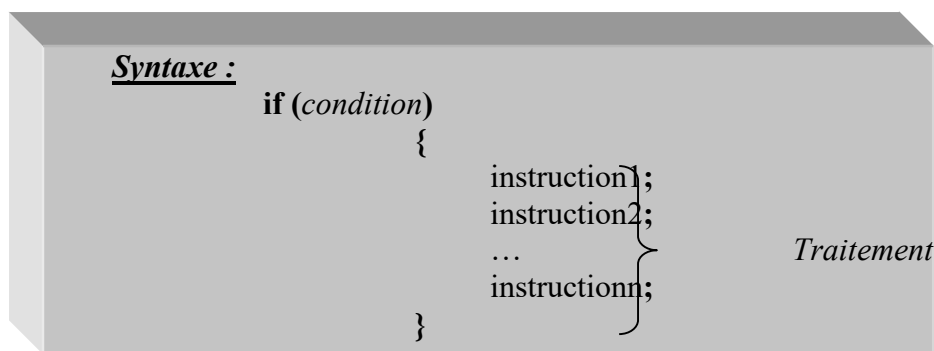 Syntaxe :
if (condition)
{
instruction1;
instruction2;
… Traitement
instructionn;
}